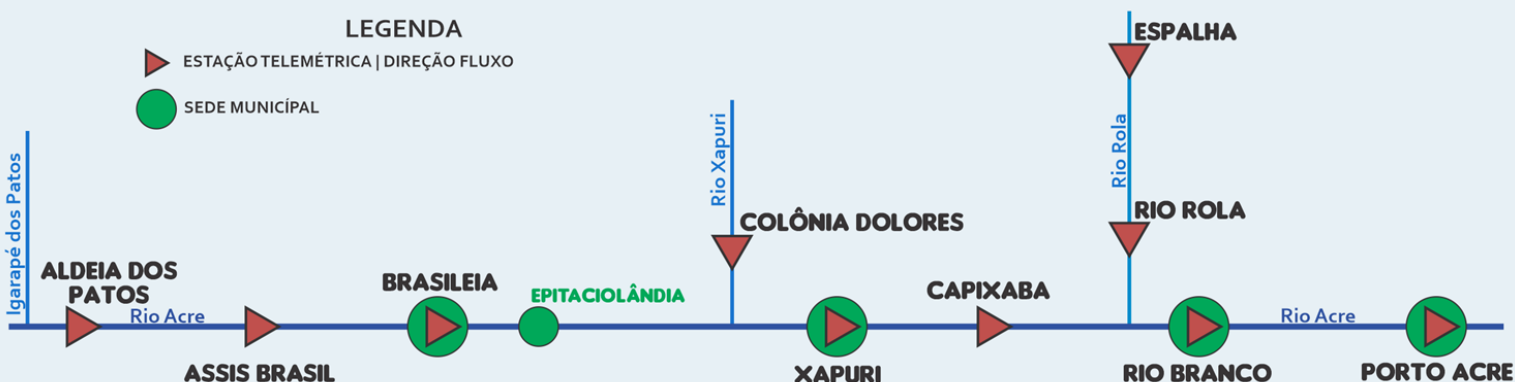 LEGENDA
ESTAÇÃO TELEMÉTRICA | DIREÇÃO FLUXO
SEDE MUNICÍPAL
ESPALHA
Igarapé dos Patos
Rio Xapuri
Rio Rola
COLÔNIA DOLORES
RIO ROLA
ALDEIA DOS
PATOS
Rio Acre
BRASILEIA
EPITACIOLÂNDIA
CAPIXABA
Rio Acre
ASSIS BRASIL
XAPURI
RIO BRANCO
PORTO ACRE